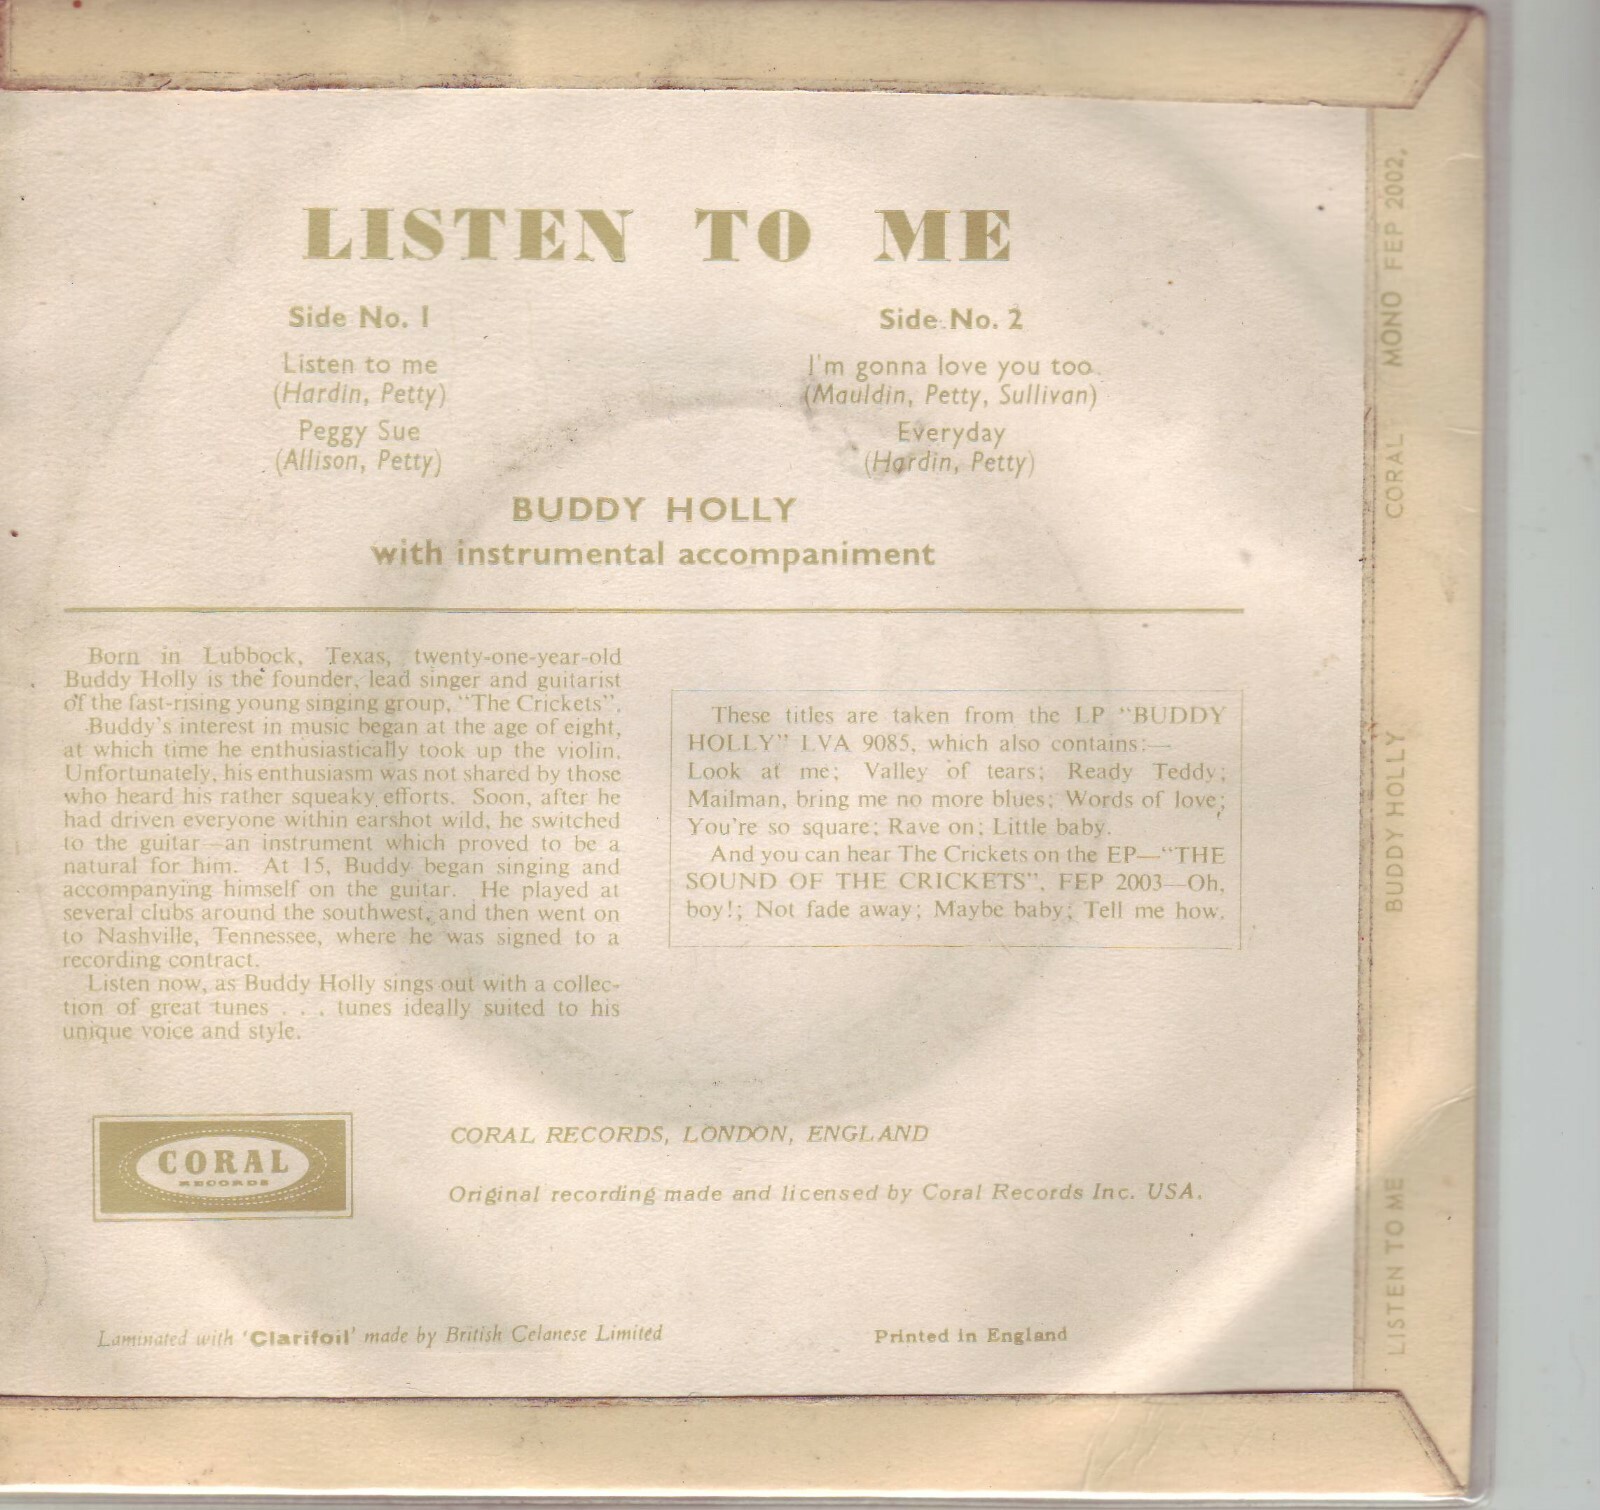 LISTEN TO ME
Side No. 1
Listen to me
(Hardin, Petty)
Peggy Sue
(Allison, Petty)
Side No. 2
I'm gonna love you too.
(Mauldin, Petty, Sullivan)
Everyday
(Hardin, Petty)
BUDDY HOLLY
with instrumental accompaniment
Born in Lubbock, Texas, twenty-one-year-old
Buddy Holly is the founder, lead singer and guitarist
of the fast-rising young singing group, "The Crickets".
Buddy's interest in music began at the age of eight,
at which time he enthusiastically took up the violin.
Unfortunately, his enthusiasm was not shared by those
who heard his rather squeaky efforts. Soon, after he
had driven everyone within earshot wild, he switched
to the guitar—an instrument which proved to be a
natural for him. At 15, Buddy began singing and
accompanying himself on the guitar. He played at
several clubs around the southwest, and then went on
to Nashville, Tennessee, where he was signed to a
recording contract.
Listen now, as Buddy Holly sings out with a collec-
tion of great tunes . . . tunes ideally suited to his
unique voice and style.
These titles are taken from the LP "BUDDY
HOLLY" LVA 9085, which also contains:—
Look at me; Valley of tears; Ready Teddy;
Mailman, bring me no more blues; Words of love;
You're so square; Rave on; Little baby.
And you can hear The Crickets on the EP—"THE
SOUND OF THE CRICKETS", FEP 2003—Oh,
boy!; Not fade away; Maybe baby; Tell me how.
CORAL
RECORDS
CORAL RECORDS, LONDON, ENGLAND
Original recording made and licensed by Coral Records Inc. USA.
Laminated with 'Clarifoil' made by British Celanese Limited
Printed in England
LISTEN TO ME BUDDY HOLLY CORAL MONO FEP 2002.